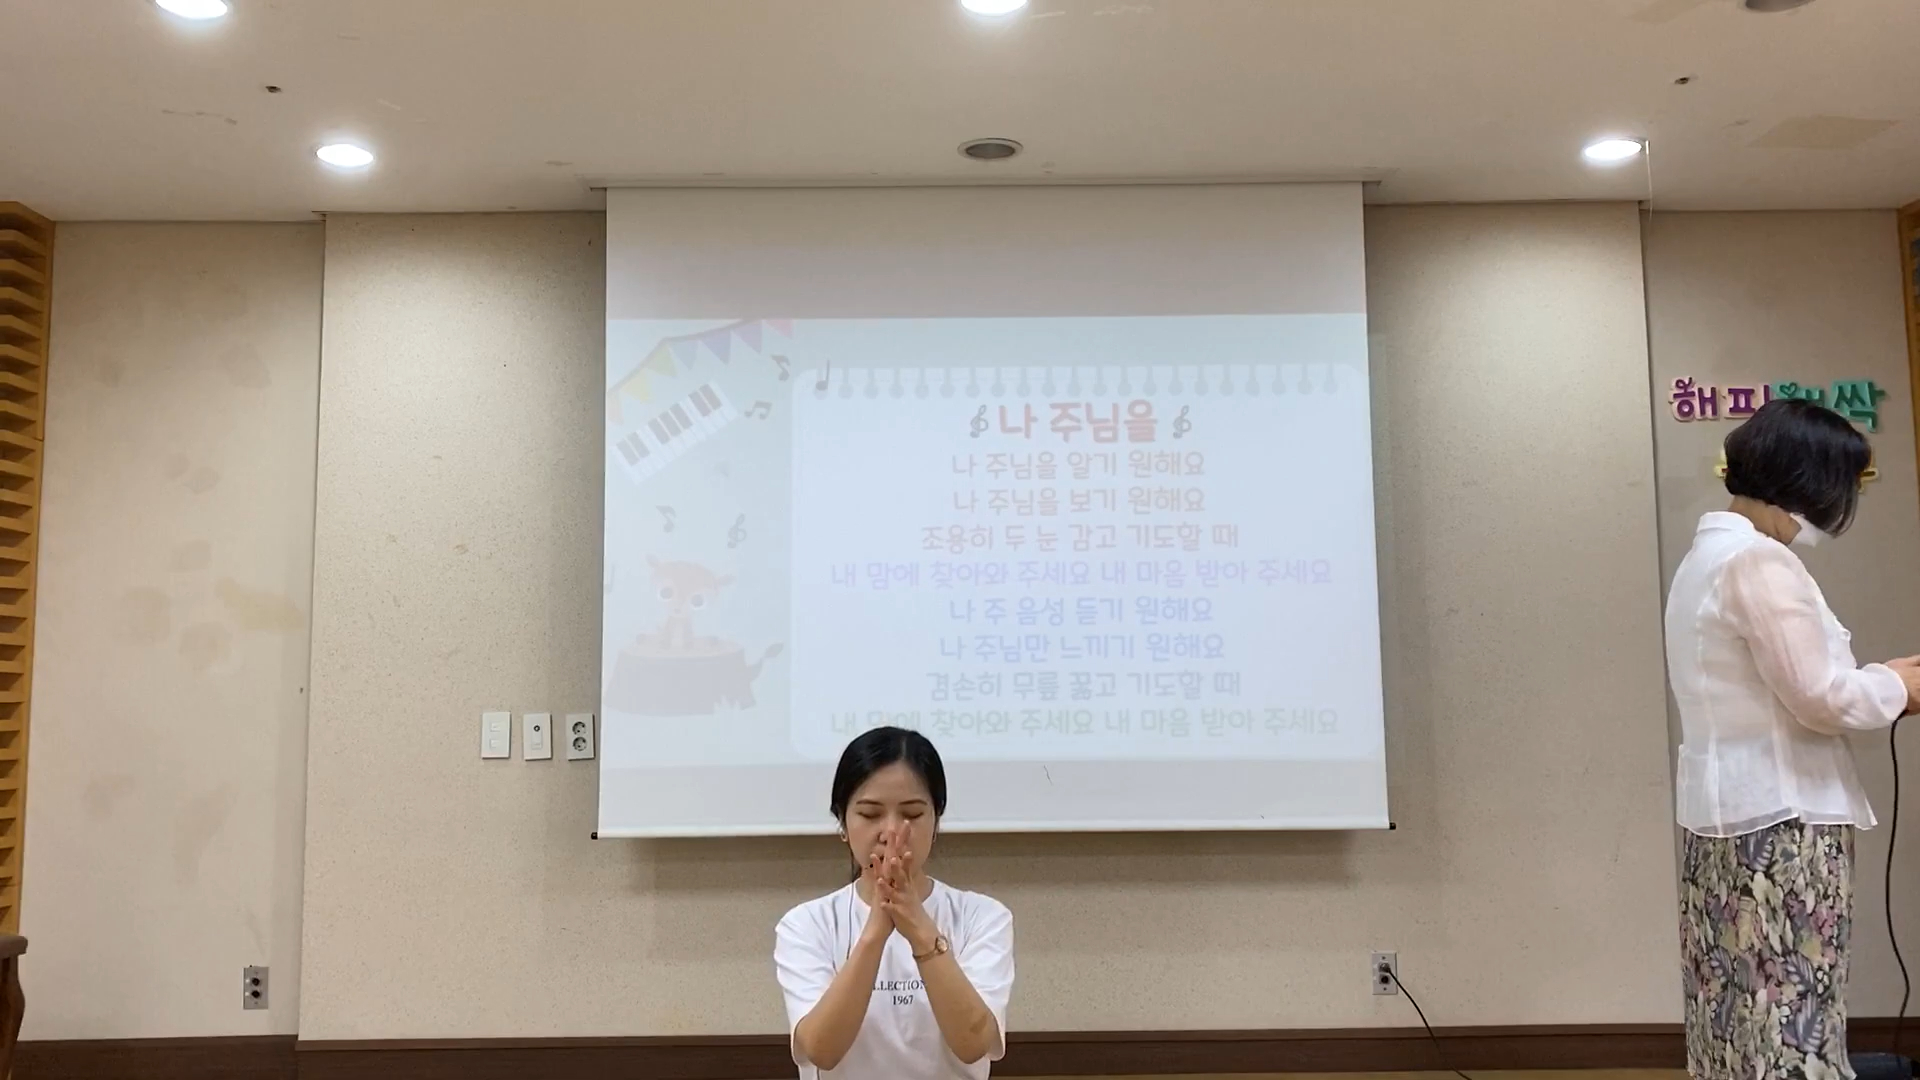 나 주님을
나 주님을 알기 원해요
나 주님을 보기 원해요
조용히 두 눈 감고 기도할 때
내 맘에 찾아와 주세요 내 마음 받아 주세요
나 주 음성 듣기 원해요
나 주님만 느끼기 원해요
겸손히 무릎 꿇고 기도할 때
내 맘에 찾아와 주세요 내 마음 받아 주세요
해피
싹
1967